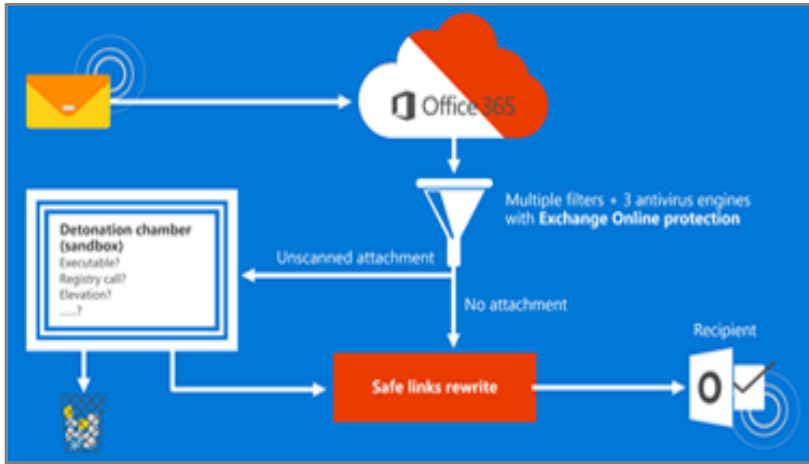 Office 365
Multiple filters + 3 antivirus engines
with Exchange Online protection
Detonation chamber
(sandbox)
Executable?
Registry call?
Elevation?
.....?
Unscanned attachment
No attachment
Recipient
Safe links rewrite
O